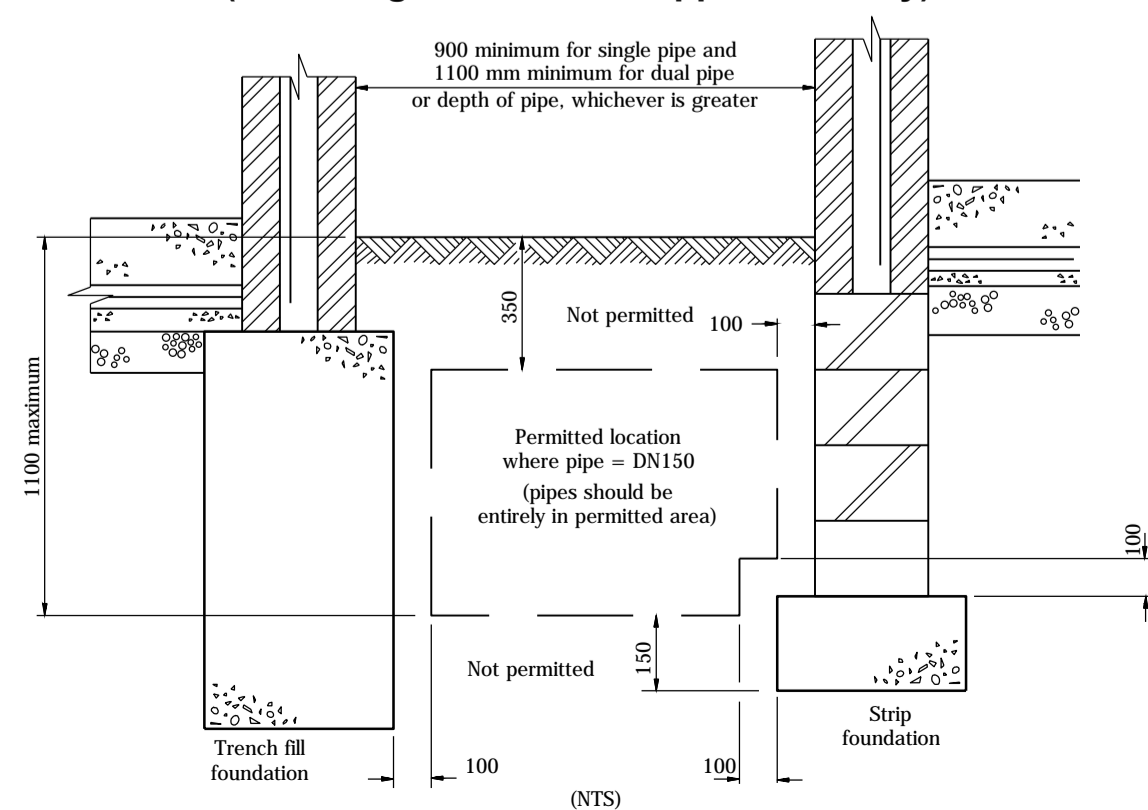 900 minimum for single pipe and
1100 mm minimum for dual pipe
or depth of pipe, whichever is greater
350
Not permitted
100
1100 maximum
Permitted location
where pipe = DN150
(pipes should be
entirely in permitted area)
100
150
Not permitted
Strip
foundation
Trench fill
foundation
100
100
(NTS)